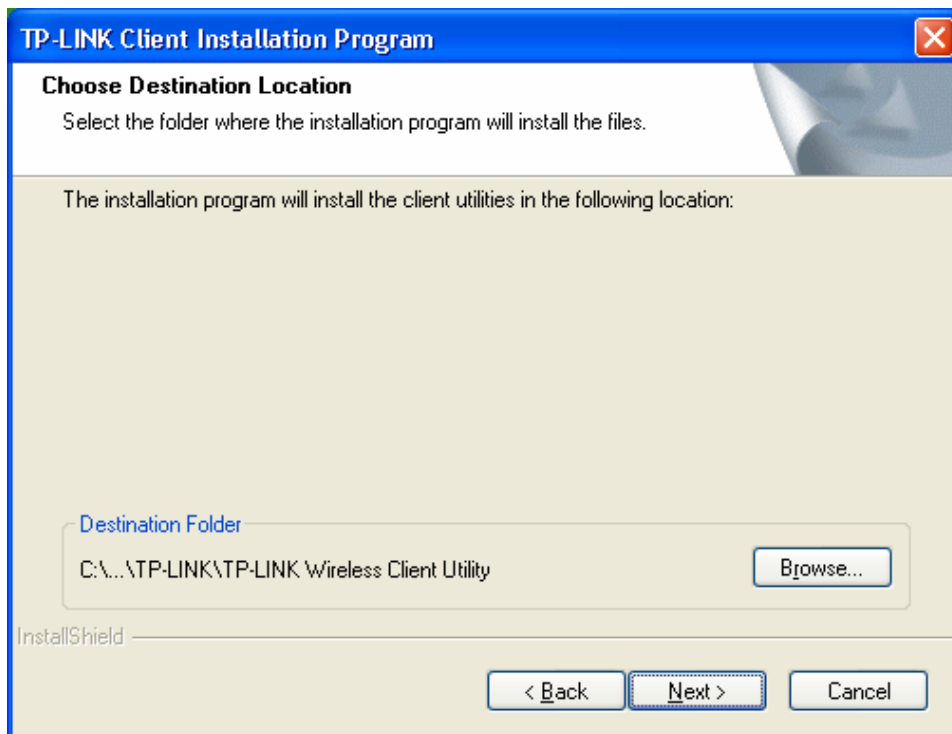 TP-LINK Client Installation Program
Choose Destination Location
Select the folder where the installation program will install the files.
The installation program will install the client utilities in the following location:
Destination Folder
C:\...\TP-LINK\TP-LINK Wireless Client Utility
Browse...
InstallShield
< Back
Next >
Cancel